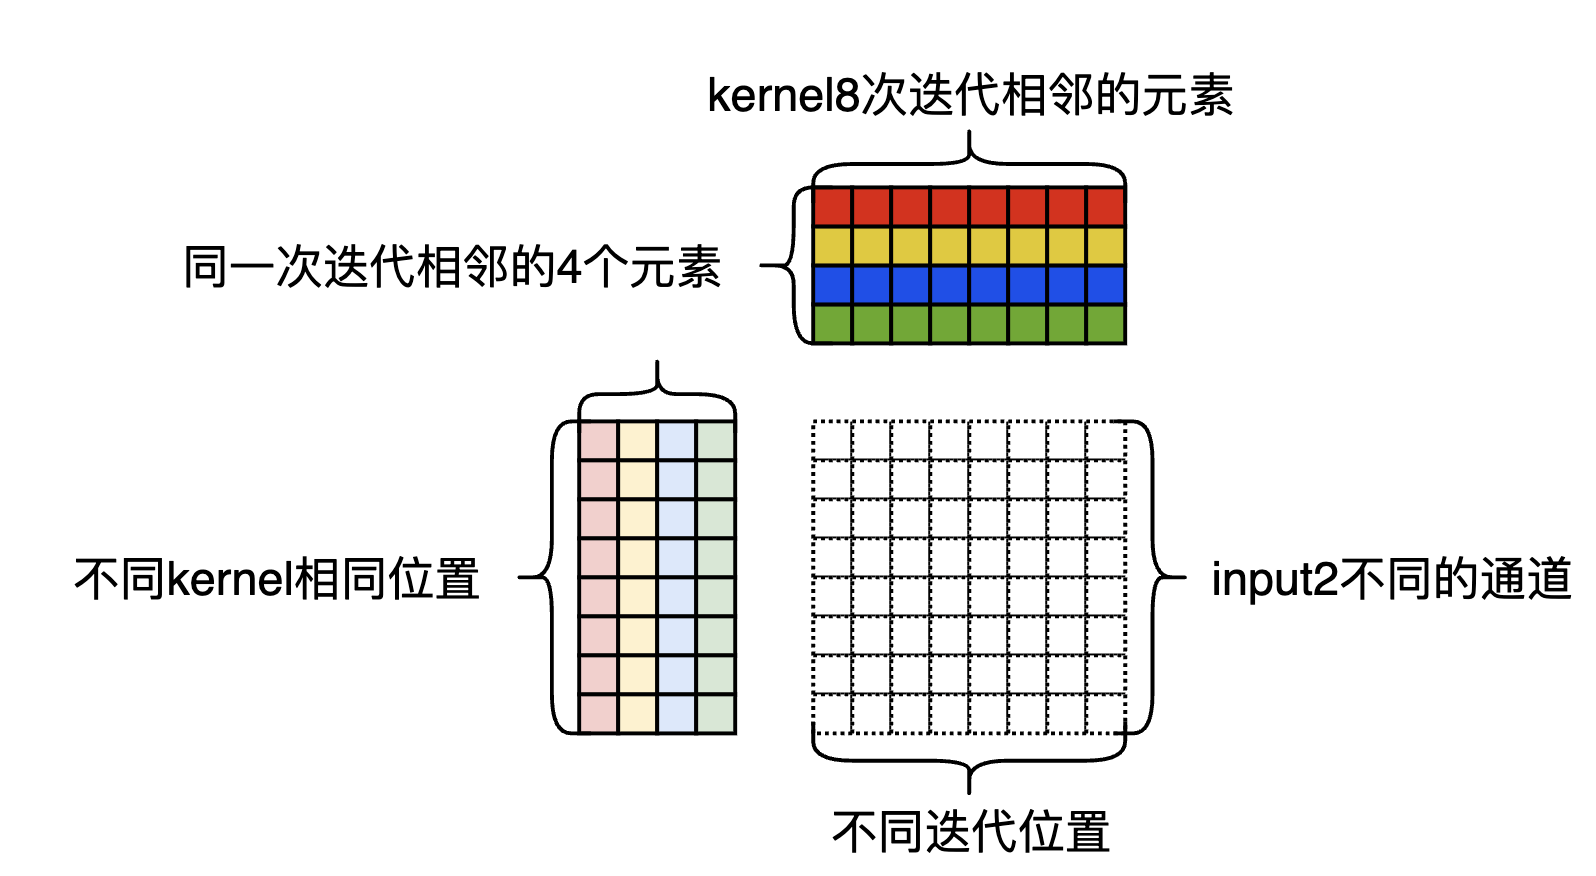 kernel8次迭代相邻的元素
同一次迭代相邻的4个元素
不同kernel相同位置
input2不同的通道
不同迭代位置